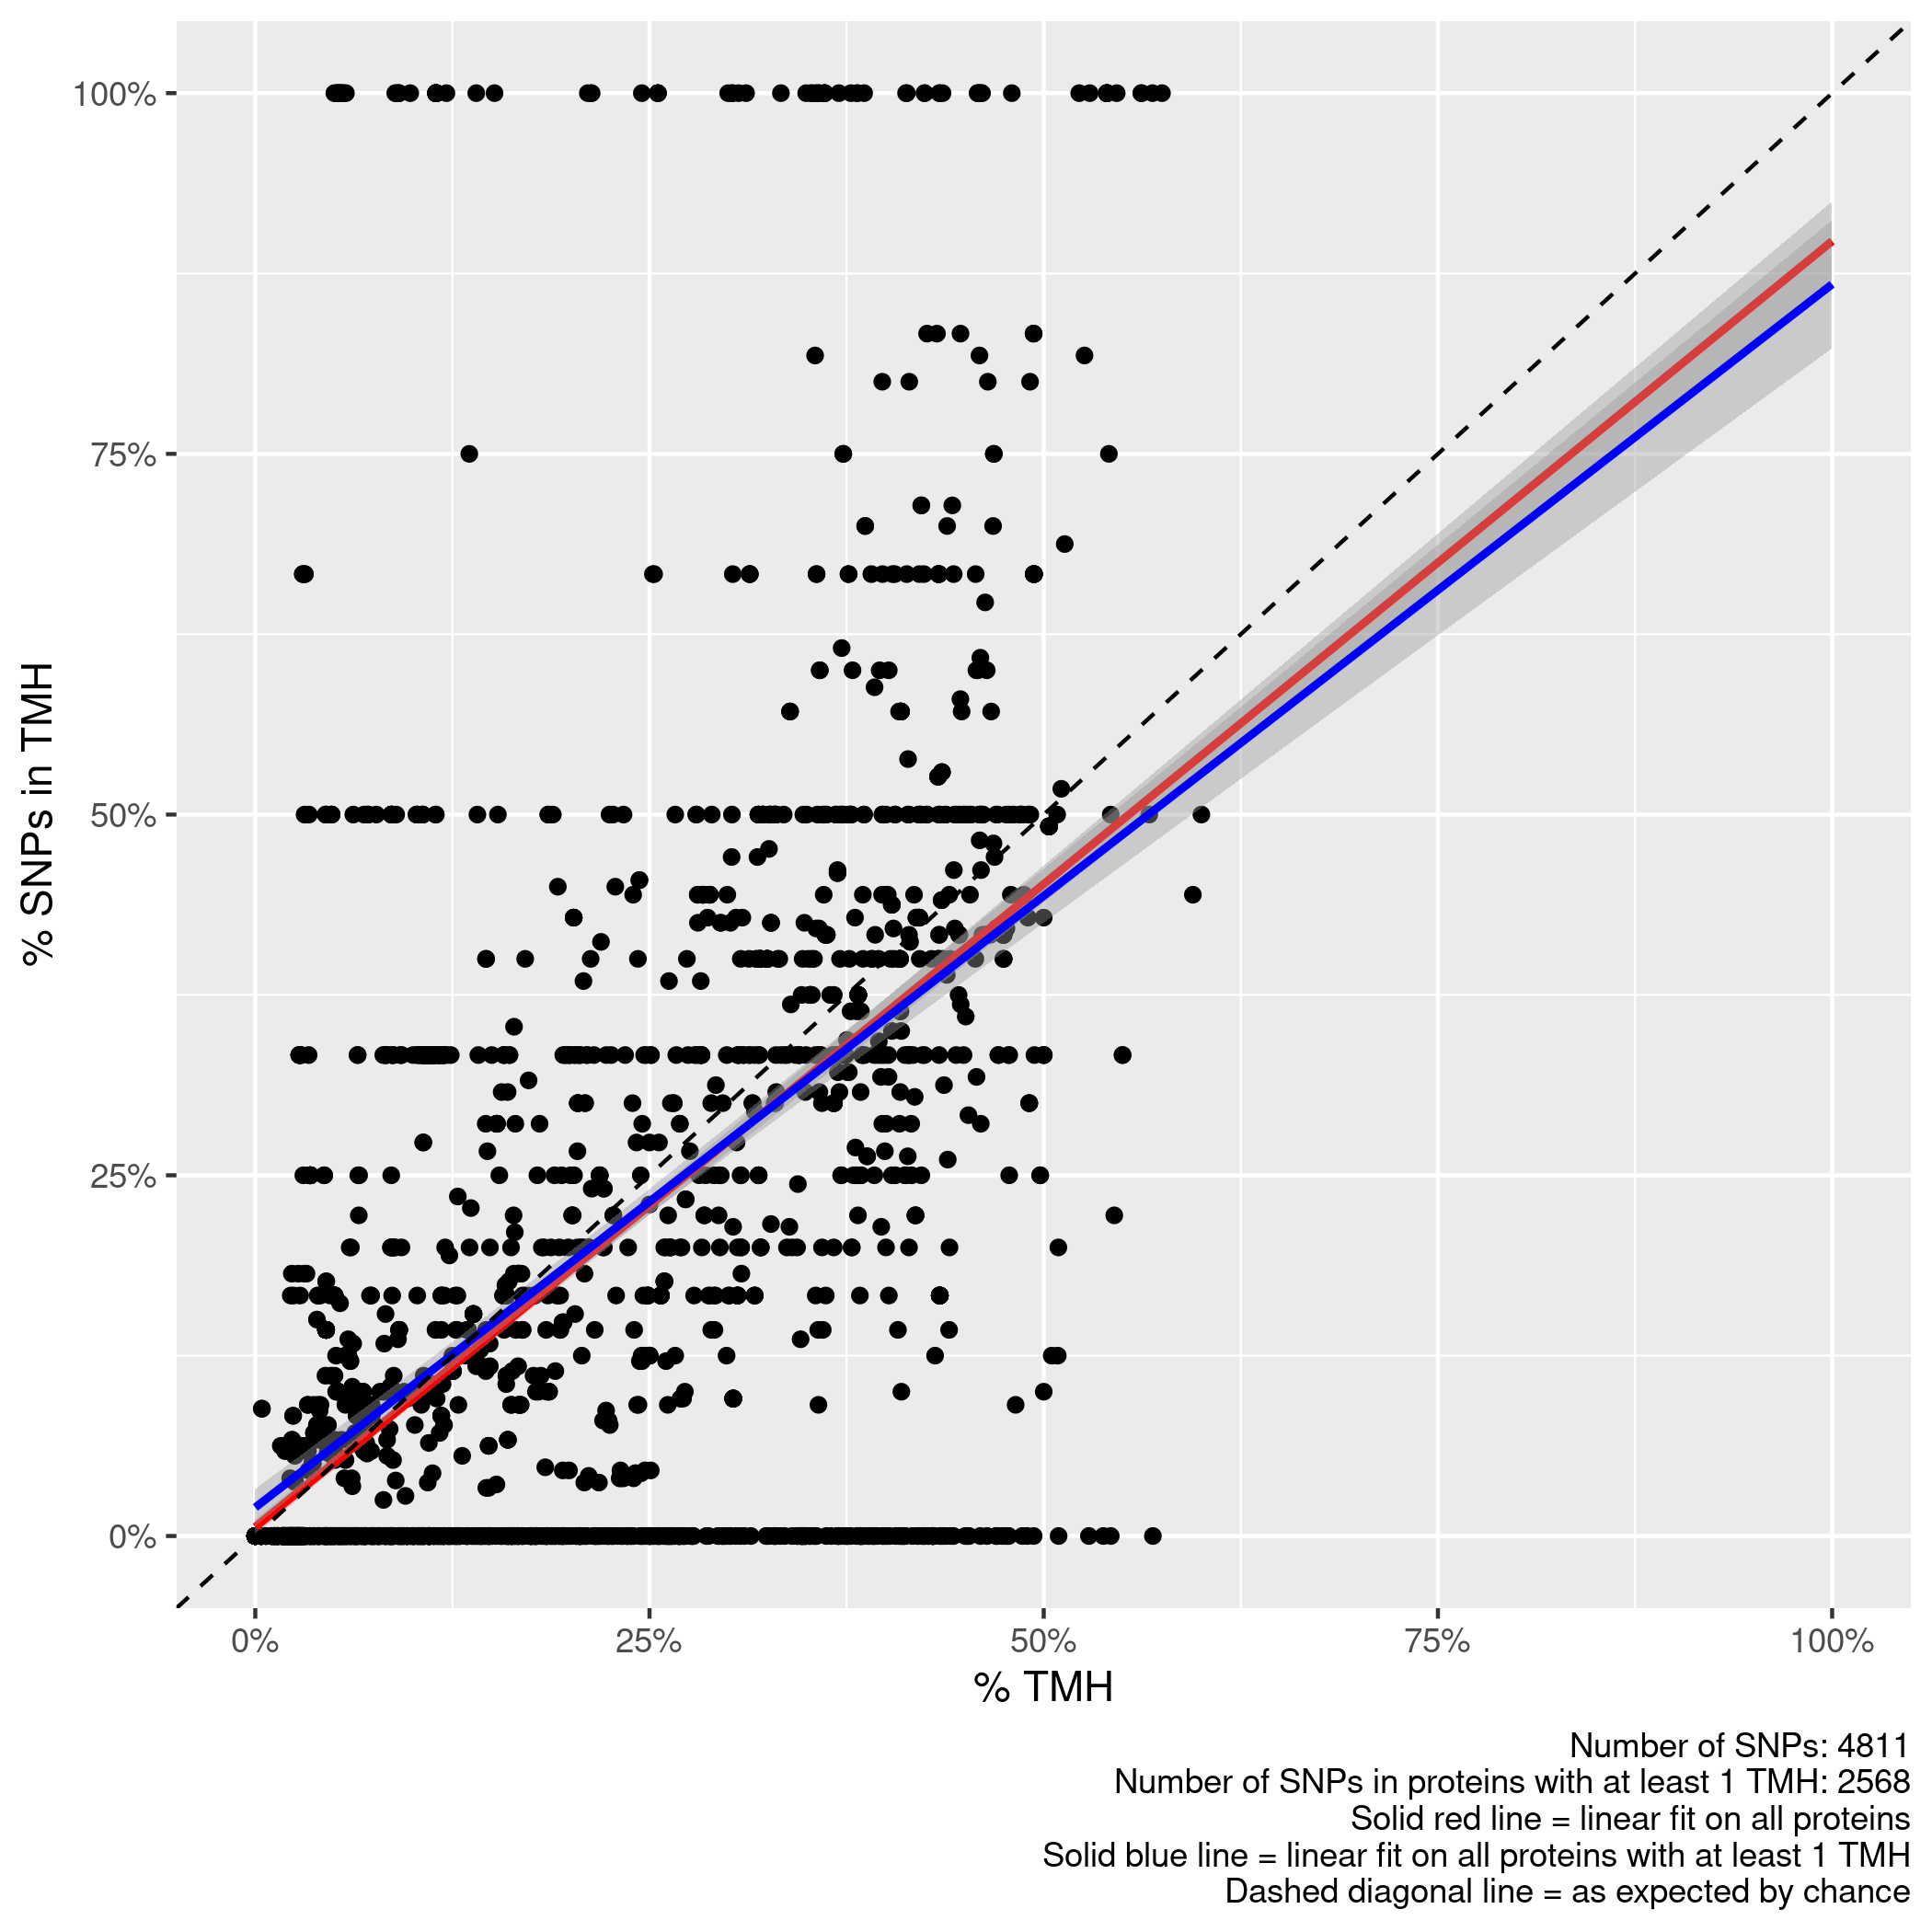 100%
75%
50%
25%
0%
% SNPs in TMH
0%
25%
50%
75%
100%
% TMH
Number of SNPs: 4811
Number of SNPs in proteins with at least 1 TMH: 2568
Solid red line = linear fit on all proteins
Solid blue line = linear fit on all proteins with at least 1 TMH
Dashed diagonal line = as expected by chance